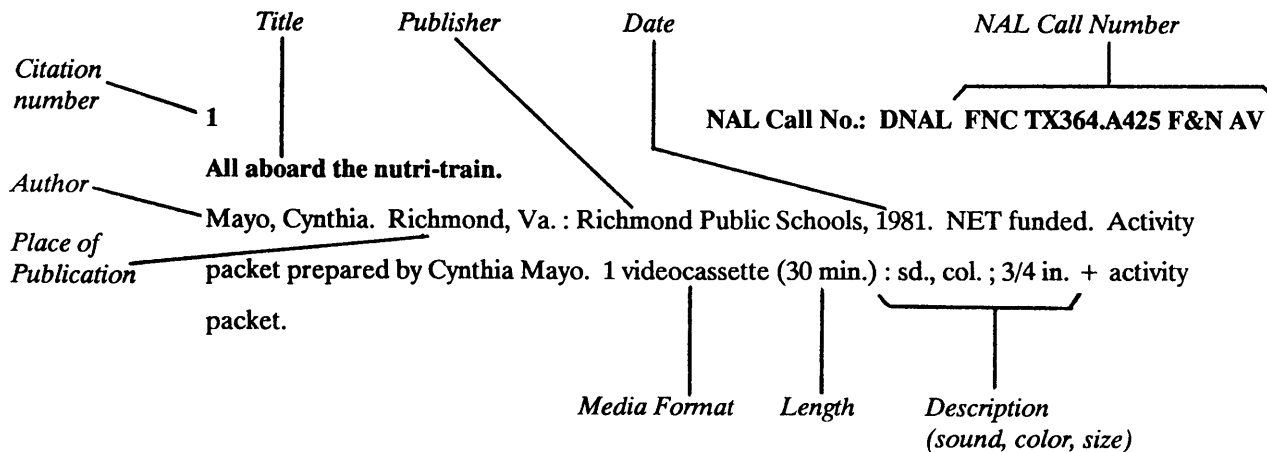 Title Publisher Date NAL Call Number
Citation
number
1 NAL Call No.: DNAL FNC TX364.A425 F&N AV
All aboard the nutri-train.
Author
Mayo, Cynthia. Richmond, Va. : Richmond Public Schools, 1981. NET funded. Activity
Place of
Publication
packet prepared by Cynthia Mayo. 1 videocassette (30 min.) : sd., col. ; 3/4 in. + activity
packet.
Media Format Length Description
(sound, color, size)